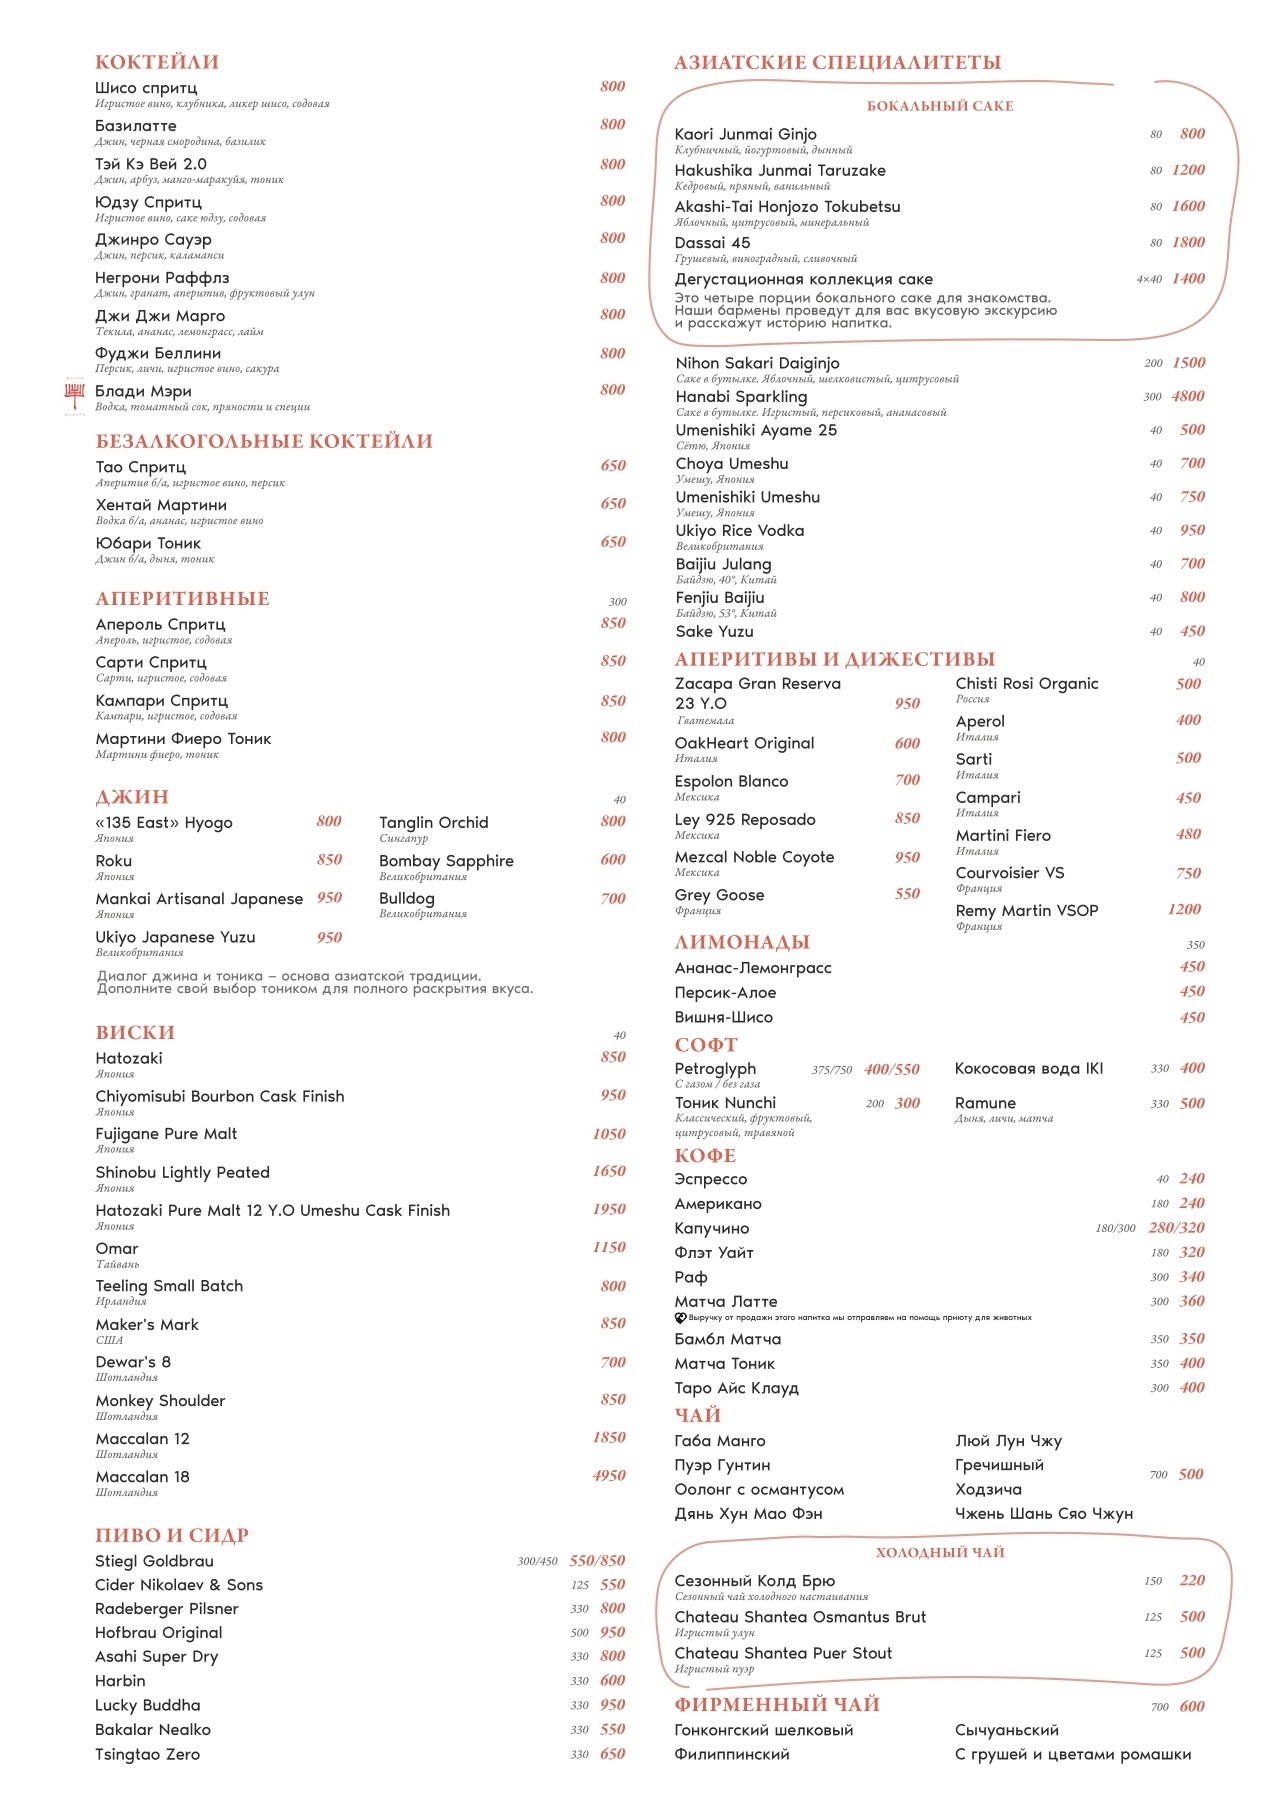 КОКТЕЙЛИ
Шисо спритц 800
Игристое вино, клубника, ликер шисо, содовая
Базилатте 800
Джин, черная смородина, базилик
Тэй Кэ Вей 2.0 800
Джин, арбуз, манго-маракуйя, тоник
Юдзу Спритц 800
Игристое вино, саке юдзу, содовая
Джинро Сауэр 800
Джин, персик, каламанси
Негрони Раффлз 800
Джин, гранат, аперитив, фруктовый улун
Джи Джи Марго 800
Текила, ананас, лемонграсс, лайм
Фуджи Беллини 800
Персик, личи, игристое вино, сакура
Блади Мэри 800
Водка, томатный сок, пряности и специи
БЕЗАЛКОГОЛЬНЫЕ КОКТЕЙЛИ
Тао Спритц 650
Аперитив б/а, игристое вино, персик
Хентай Мартини 650
Водка б/а, ананас, игристое вино
Юбари Тоник 650
Джин б/а, дыня, тоник
АПЕРИТИВНЫЕ 300
Апероль Спритц 850
Апероль, игристое, содовая
Сарти Спритц 850
Сарти, игристое, содовая
Кампари Спритц 850
Кампари, игристое, содовая
Мартини Фиеро Тоник 800
Мартини фиеро, тоник
ДЖИН 40
«135 East» Hyogo 800
Япония
Roku 850
Япония
Mankai Artisanal Japanese 950
Япония
Ukiyo Japanese Yuzu 950
Великобритания
Tanglin Orchid 800
Сингапур
Bombay Sapphire 600
Великобритания
Bulldog 700
Великобритания
Диалог джина и тоника – основа азиатской традиции.
Дополните свой выбор тоником для полного раскрытия вкуса.
ВИСКИ 40
Hatozaki 850
Япония
Chiyomisubi Bourbon Cask Finish 950
Япония
Fujigane Pure Malt 1050
Япония
Shinobu Lightly Peated 1650
Япония
Hatozaki Pure Malt 12 Y.O Umeshu Cask Finish 1950
Япония
Omar 1150
Тайвань
Teeling Small Batch 800
Ирландия
Maker's Mark 850
США
Dewar's 8 700
Шотландия
Monkey Shoulder 850
Шотландия
Maccalan 12 1850
Шотландия
Maccalan 18 4950
Шотландия
ПИВО И СИДР
Stiegl Goldbrau 300/450 550/850
Cider Nikolaev & Sons 125 550
Radeberger Pilsner 330 800
Hofbrau Original 500 950
Asahi Super Dry 330 800
Harbin 330 600
Lucky Buddha 330 950
Bakalar Nealko 330 550
Tsingtao Zero 330 650
АЗИАТСКИЕ СПЕЦИАЛИТЕТЫ
БОКАЛЬНЫЙ САКЕ
Kaori Junmai Ginjo 80 800
Клубничный, йогуртовый, дынный
Hakushika Junmai Taruzake 80 1200
Кедровый, пряный, ванильный
Akashi-Tai Honjozo Tokubetsu 80 1600
Яблочный, цитрусовый, минеральный
Dassai 45 80 1800
Грушевый, виноградный, сливочный
Дегустационная коллекция саке 4×40 1400
Это четыре порции бокального саке для знакомства.
Наши бармены проведут для вас вкусовую экскурсию
и расскажут историю напитка.
Nihon Sakari Daiginjo 200 1500
Саке в бутылке. Яблочный, шелковистый, цитрусовый
Hanabi Sparkling 300 4800
Саке в бутылке. Игристый, персиковый, ананасовый
Umenishiki Ayame 25 40 500
Сётю, Япония
Choya Umeshu 40 700
Умешу, Япония
Umenishiki Umeshu 40 750
Умешу, Япония
Ukiyo Rice Vodka 40 950
Великобритания
Baijiu Julang 40 700
Байдзю, 40°, Китай
Fenjiu Baijiu 40 800
Байдзю, 53°, Китай
Sake Yuzu 40 450
АПЕРИТИВЫ И ДИЖЕСТИВЫ 40
Zacapa Gran Reserva
23 Y.O 950
Гватемала
OakHeart Original 600
Италия
Espolon Blanco 700
Мексика
Ley 925 Reposado 850
Мексика
Mezcal Noble Coyote 950
Мексика
Grey Goose 550
Франция
Chisti Rosi Organic 500
Россия
Aperol 400
Италия
Sarti 500
Италия
Campari 450
Италия
Martini Fiero 480
Италия
Courvoisier VS 750
Франция
Remy Martin VSOP 1200
Франция
ЛИМОНАДЫ 350
Ананас-Лемонграсс 450
Персик-Алое 450
Вишня-Шисо 450
СОФТ
Petroglyph 375/750 400/550
С газом / без газа
Тоник Nunchi 200 300
Классический, фруктовый,
цитрусовый, травяной
Кокосовая вода IKI 330 400
Ramune 330 500
Дыня, личи, матча
КОФЕ
Эспрессо 40 240
Американо 180 240
Капучино 180/300 280/320
Флэт Уайт 180 320
Раф 300 340
Матча Латте 300 360
Выручку от продажи этого напитка мы отправляем на помощь приюту для животных
Бамбл Матча 350 350
Матча Тоник 350 400
Таро Айс Клауд 300 400
ЧАЙ
Габа Манго
Пуэр Гунтин
Оолонг с османтусом
Дянь Хун Мао Фэн
Люй Лун Чжу
Гречишный
700 500
Ходзича
Чжень Шань Сяо Чжун
ХОЛОДНЫЙ ЧАЙ
Сезонный Колд Брю 150 220
Сезонный чай холодного настаивания
Chateau Shantea Osmantus Brut 125 500
Игристый улун
Chateau Shantea Puer Stout 125 500
Игристый пуэр
ФИРМЕННЫЙ ЧАЙ 700 600
Гонконгский шелковый
Филиппинский
Сычуаньский
С грушей и цветами ромашки